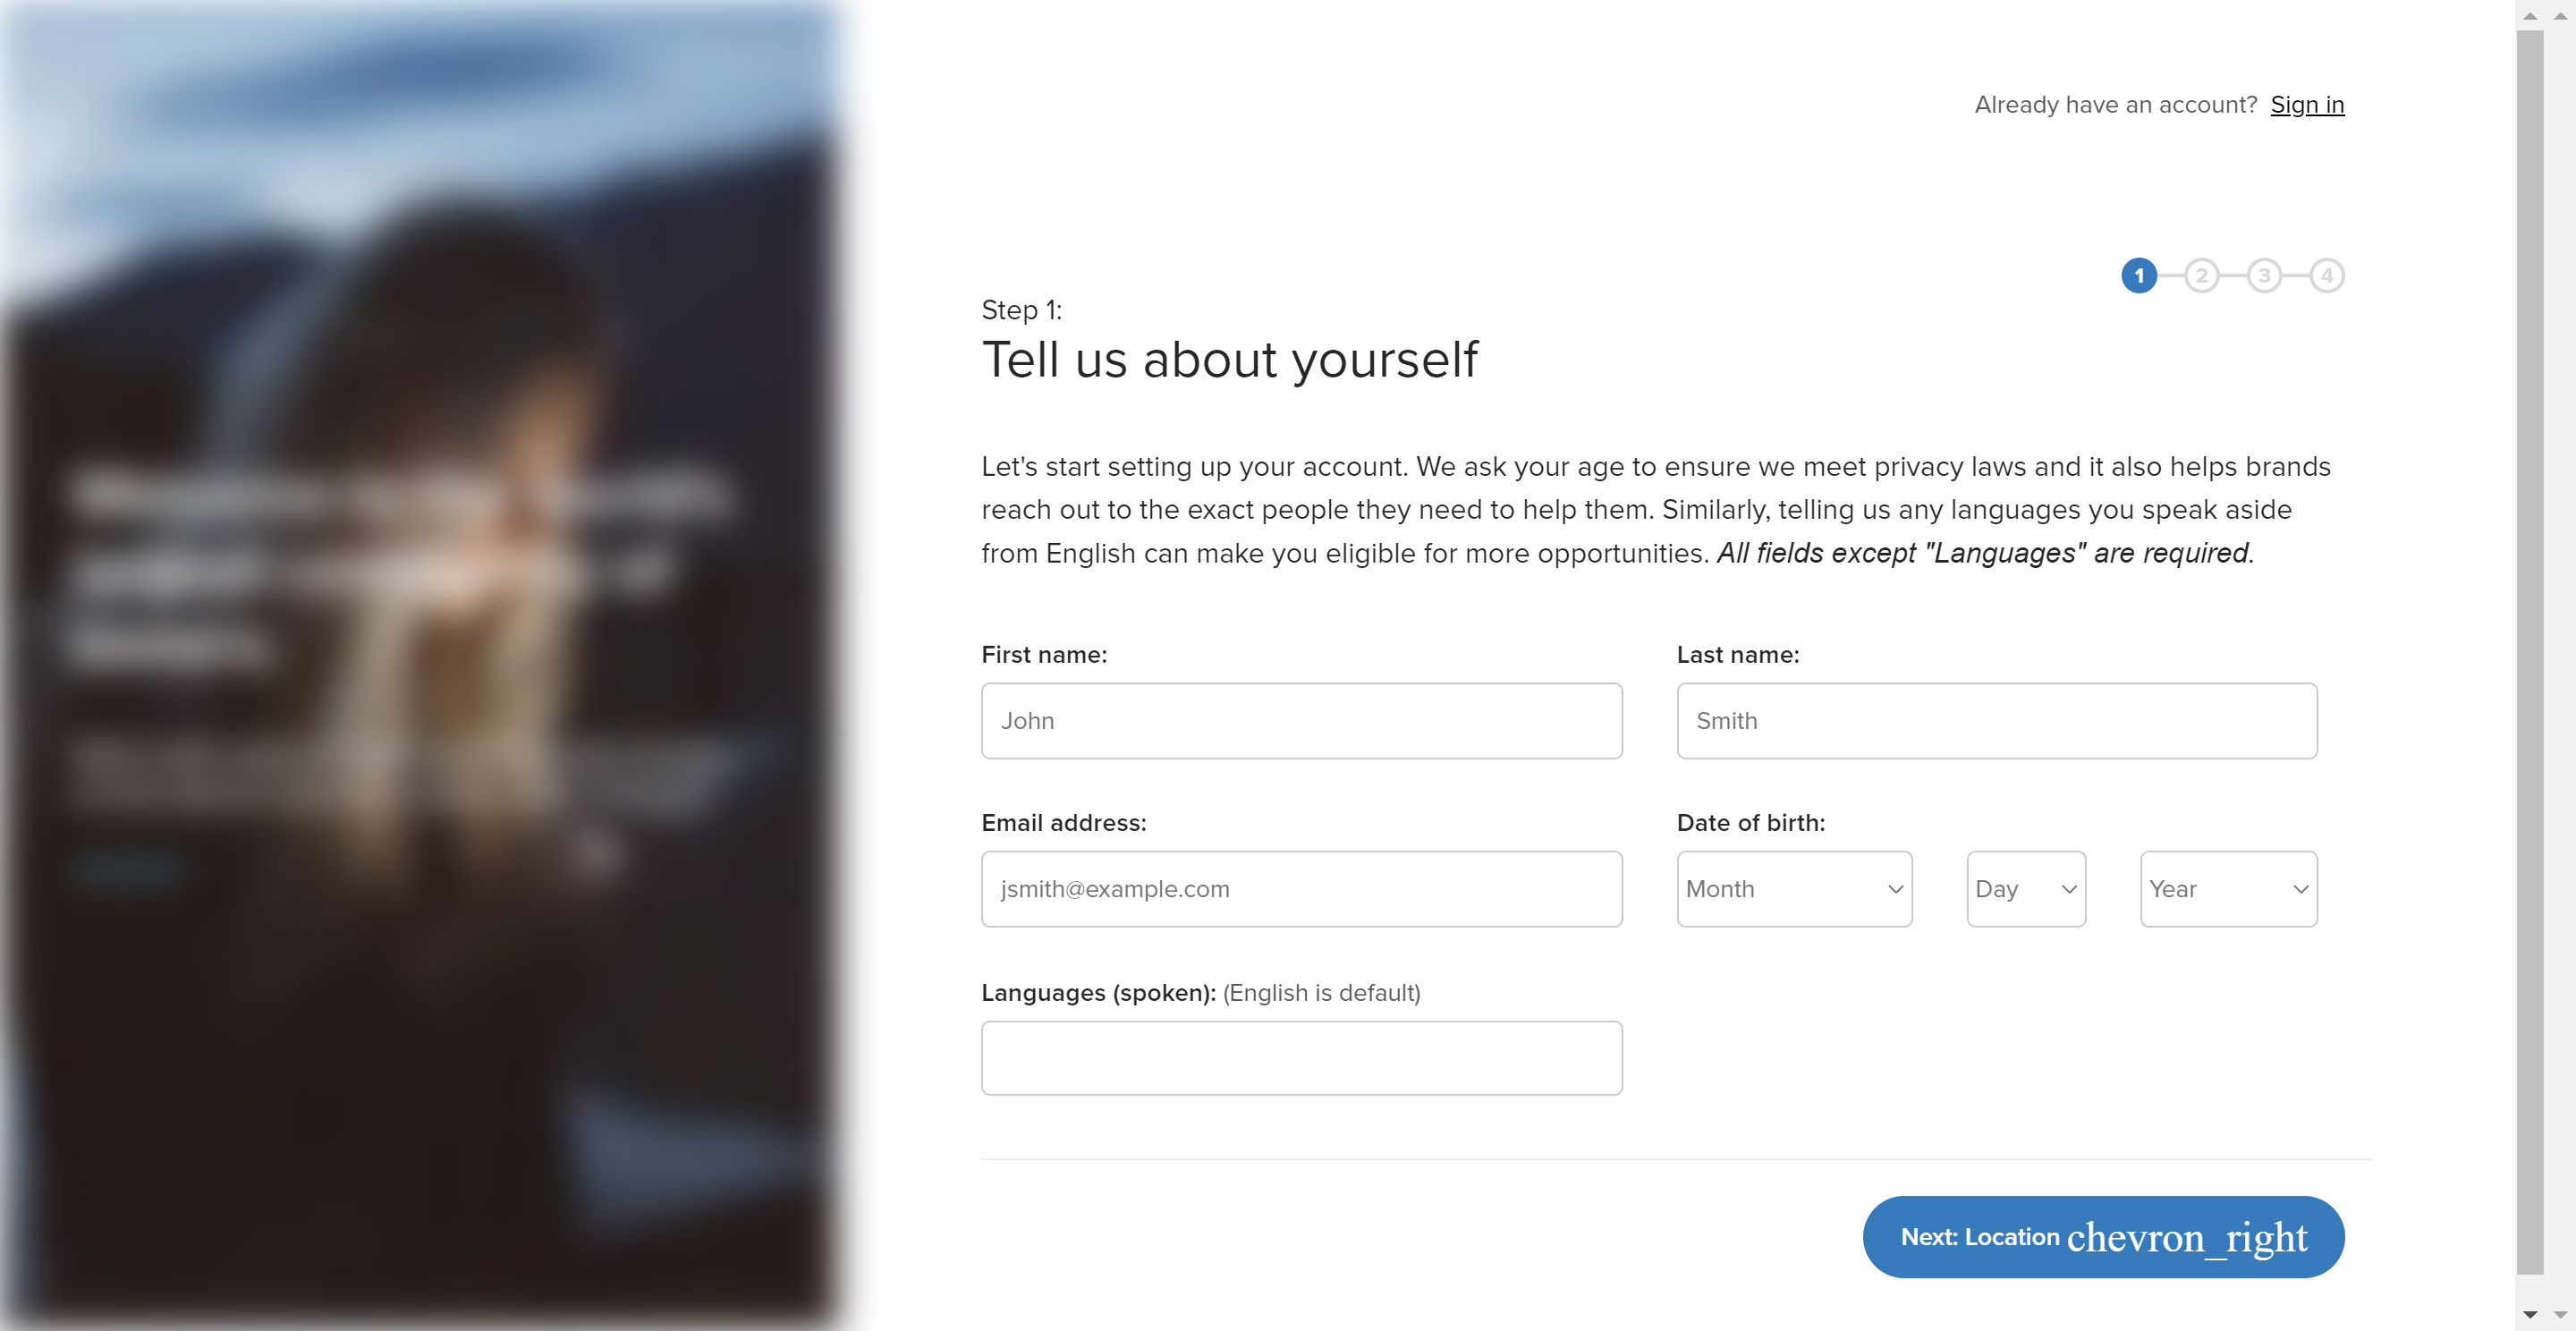 Already have an account? Sign in
1 2 3 4
Step 1:
Tell us about yourself
Let's start setting up your account. We ask your age to ensure we meet privacy laws and it also helps brands
reach out to the exact people they need to help them. Similarly, telling us any languages you speak aside
from English can make you eligible for more opportunities. All fields except "Languages" are required.
First name:
Last name:
John
Smith
Email address:
Date of birth:
jsmith@example.com
Month
Day
Year
Languages (spoken): (English is default)
Next: Location chevron_right